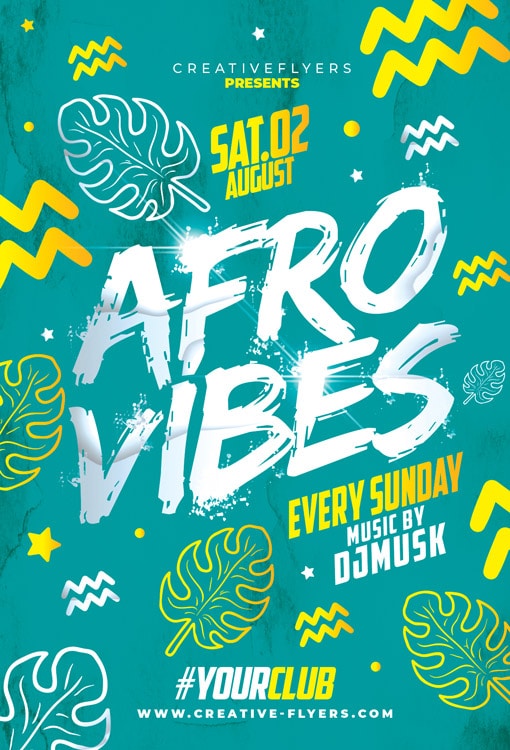 CREATIVEFLYERS
PRESENTS
SAT.02
AUGUST
AFRO
VIBES
EVERY SUNDAY
MUSIC BY
DJMUSK
#YOURCLUB
WWW.CREATIVE-FLYERS.COM